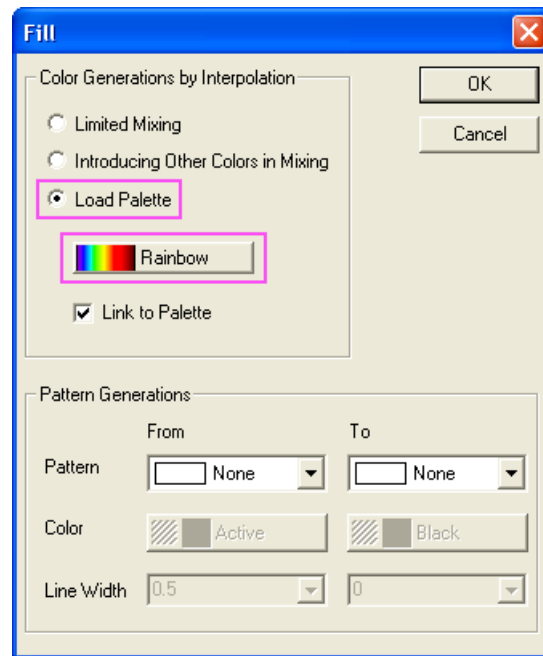 Fill
Color Generations by Interpolation
OK
Cancel
Limited Mixing
Introducing Other Colors in Mixing
Load Palette
Rainbow
Link to Palette
Pattern Generations
From To
Pattern None None
Color Active Black
Line Width 0.5 0